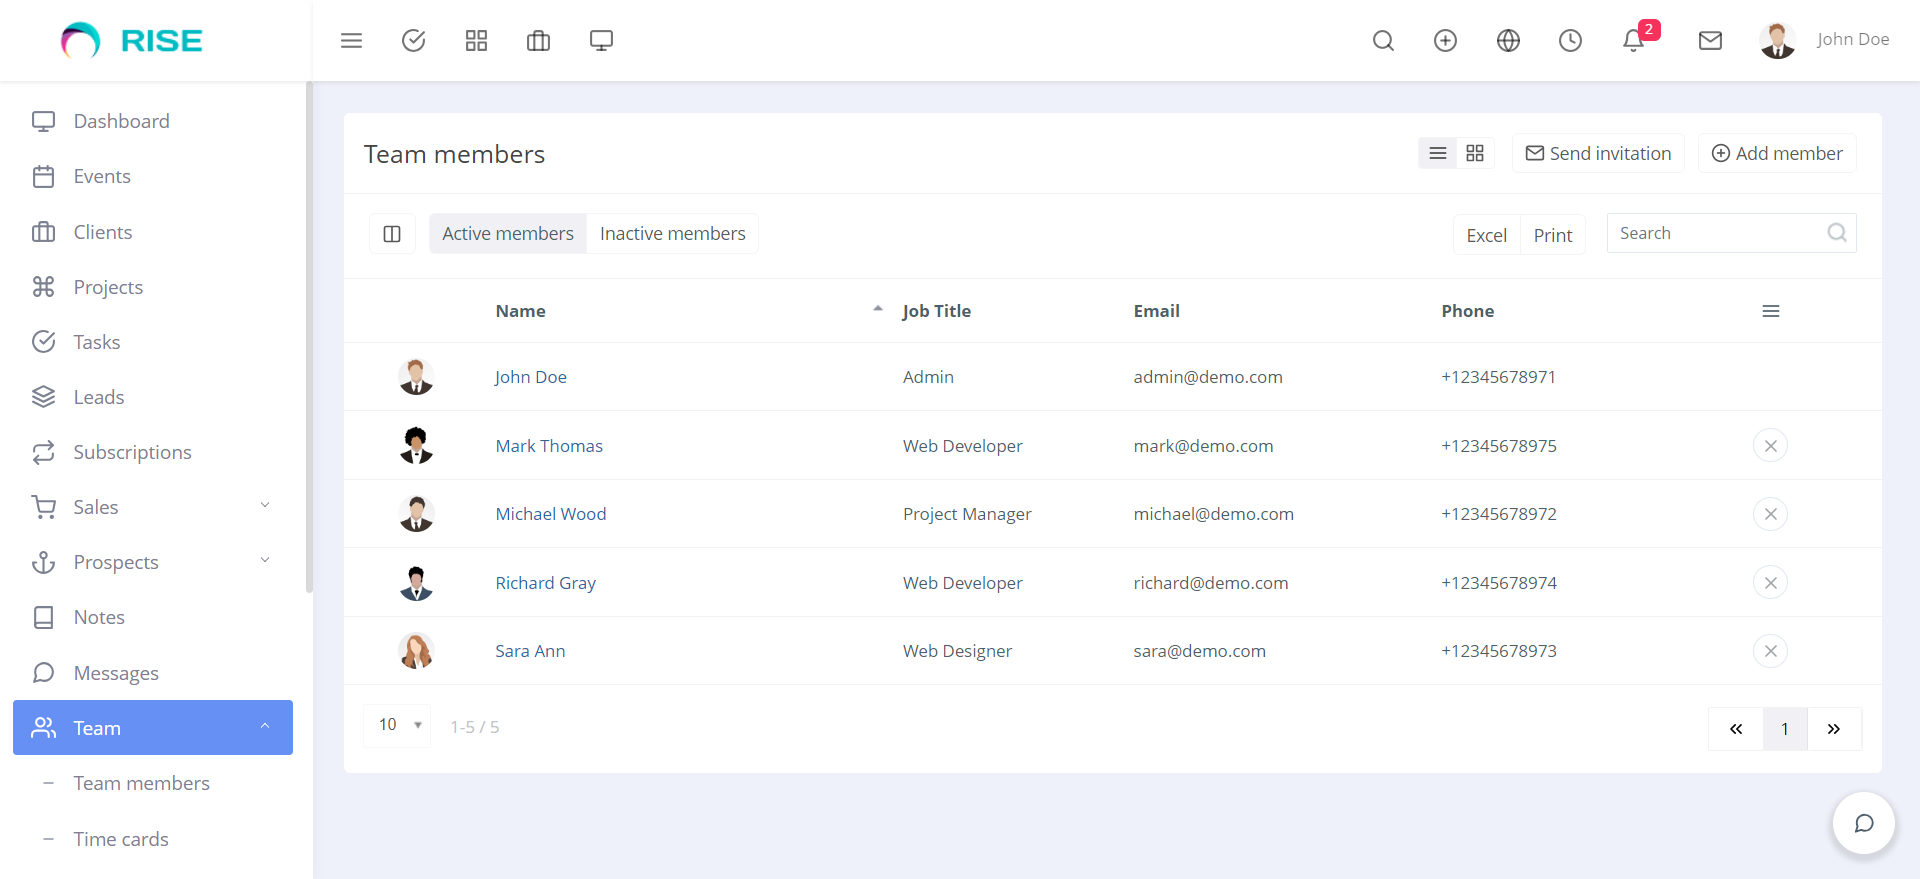 RISE
2
John Doe
Dashboard
Events
Clients
Projects
Tasks
Leads
Subscriptions
Sales
Prospects
Notes
Messages
Team
Team members
Time cards
Team members
Send invitation
Add member
Active members
Inactive members
Excel
Print
Search
Name Job Title Email Phone
John Doe Admin admin@demo.com +12345678971
Mark Thomas Web Developer mark@demo.com +12345678975
Michael Wood Project Manager michael@demo.com +12345678972
Richard Gray Web Developer richard@demo.com +12345678974
Sara Ann Web Designer sara@demo.com +12345678973
10
1-5 / 5
1